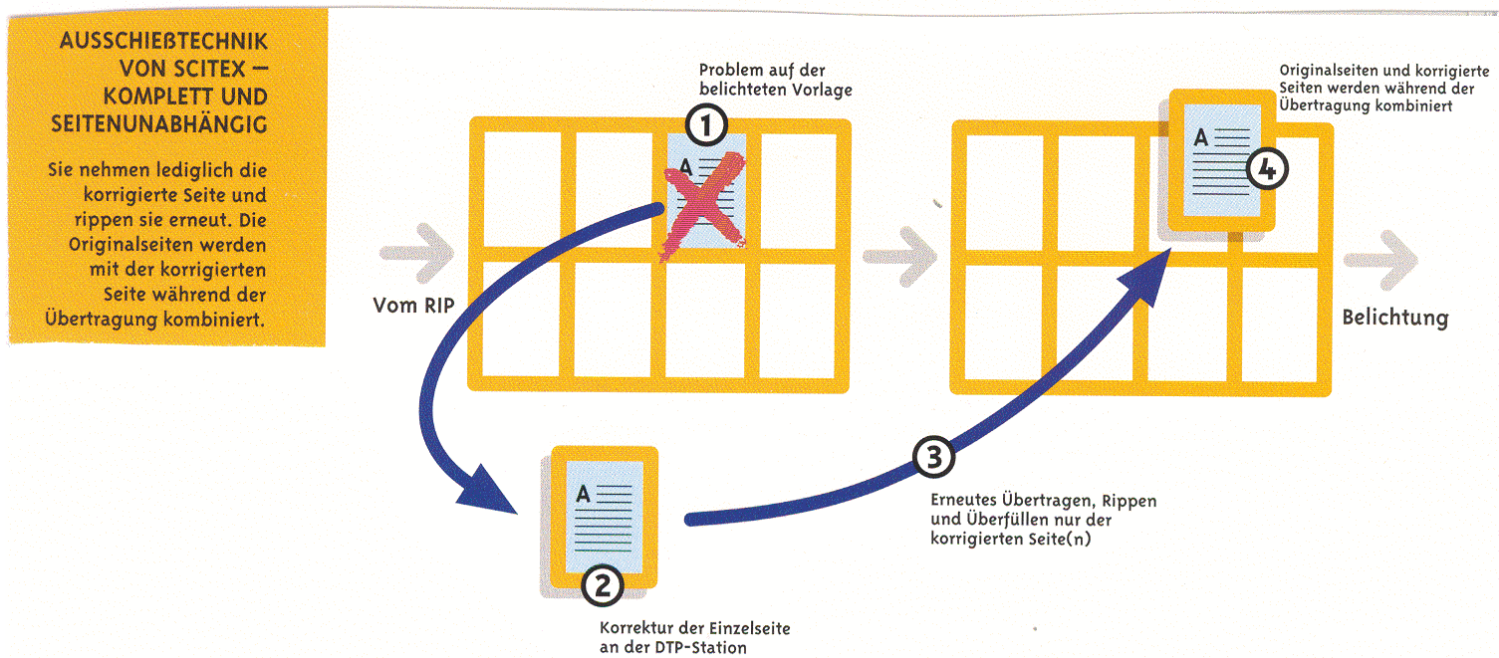 AUSSCHIEßTECHNIK
VON SCITEX —
KOMPLETT UND
SEITENUNABHÄNGIG
Sie nehmen lediglich die
korrigierte Seite und
rippen sie erneut. Die
Originalseiten werden
mit der korrigierten
Seite während der
Übertragung kombiniert.
Vom RIP
Problem auf der
belichteten Vorlage
1
A
2
A
Korrektur der Einzelseite
an der DTP-Station
3
Erneutes Übertragen, Rippen
und Überfüllen nur der
korrigierten Seite(n)
Originalseiten und korrigierte
Seiten werden während der
Übertragung kombiniert
A
4
Belichtung